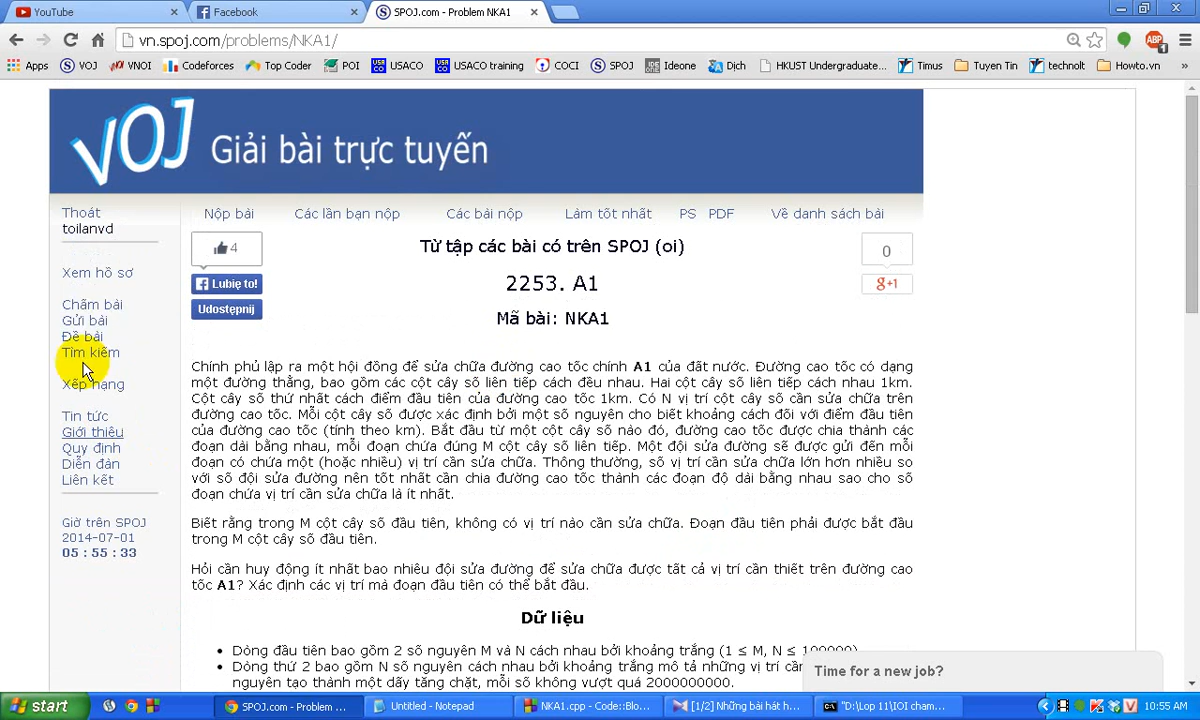 YouTube
Facebook
SPOJ.com - Problem NKA1
vn.spoj.com/problems/NKA1/
ABP
1
Apps VOJ VNOI Codeforces Top Coder POI USACO USACO training COCI SPOJ Ideone Dịch HKUST Undergraduate... Timus Tuyen Tin technolt Howto.vn »
VOJ Giải bài trực tuyến
Thoát
toilanvd
Xem hồ sơ
Chấm bài
Gửi bài
Đề bài
Tìm kiếm
Xếp hạng
Tin tức
Giới thiệu
Quy định
Diễn đàn
Liên kết
Giờ trên SPOJ
2014-07-01
05 : 55 : 33
Nộp bài Các lần bạn nộp Các bài nộp Làm tốt nhất PS PDF Về danh sách bài
4
Lubię to!
Udostępnij
0
g+1
Từ tập các bài có trên SPOJ (oi)
2253. A1
Mã bài: NKA1
Chính phủ lập ra một hội đồng để sửa chữa đường cao tốc chính A1 của đất nước. Đường cao tốc có dạng
một đường thẳng, bao gồm các cột cây số liên tiếp cách đều nhau. Hai cột cây số liên tiếp cách nhau 1km.
Cột cây số thứ nhất cách điểm đầu tiên của đường cao tốc 1km. Có N vị trí cột cây số cần sửa chữa trên
đường cao tốc. Mỗi cột cây số được xác định bởi một số nguyên cho biết khoảng cách đối với điểm đầu tiên
của đường cao tốc (tính theo km). Bắt đầu từ một cột cây số nào đó, đường cao tốc được chia thành các
đoạn dài bằng nhau, mỗi đoạn chứa đúng M cột cây số liên tiếp. Một đội sửa đường sẽ được gửi đến mỗi
đoạn có chứa một (hoặc nhiều) vị trí cần sửa chữa. Thông thường, số vị trí cần sửa chữa lớn hơn nhiều so
với số đội sửa đường nên tốt nhất cần chia đường cao tốc thành các đoạn độ dài bằng nhau sao cho số
đoạn chứa vị trí cần sửa chữa là ít nhất.
Biết rằng trong M cột cây số đầu tiên, không có vị trí nào cần sửa chữa. Đoạn đầu tiên phải được bắt đầu
trong M cột cây số đầu tiên.
Hỏi cần huy động ít nhất bao nhiêu đội sửa đường để sửa chữa được tất cả vị trí cần thiết trên đường cao
tốc A1? Xác định các vị trí mà đoạn đầu tiên có thể bắt đầu.
Dữ liệu
• Dòng đầu tiên bao gồm 2 số nguyên M và N cách nhau bởi khoảng trắng (1 ≤ M, N ≤ 100000)
• Dòng thứ 2 bao gồm N số nguyên cách nhau bởi khoảng trắng mô tả những vị trí cần
nguyên tạo thành một dãy tăng chặt, mỗi số không vượt quá 2000000000.
Time for a new job?
start
SPOJ.com - Problem ...
Untitled - Notepad
NKA1.cpp - Code::Blo...
[1/2] Những bài hát h...
"D:\Lop 11\IOI cham...
10:55 AM